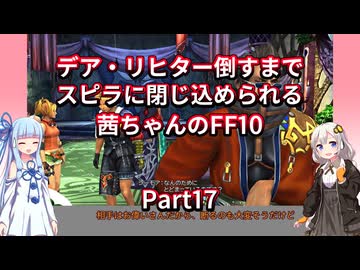 デア・リヒター倒すまで
スピラに閉じ込められる
茜ちゃんのFF10
Part17
相手はお偉いさんだから、断るのも大変そうだけど